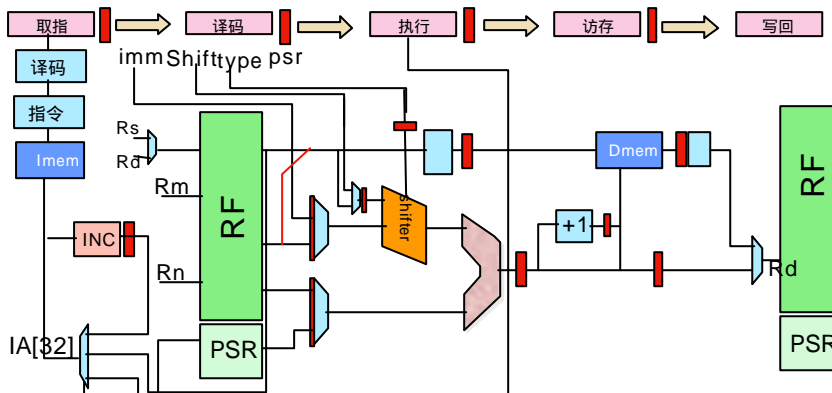 取指 译码 执行 访存 写回
imm Shift type psr
译码
指令
Imem
Rs
Rd
Rm
Rn
RF
INC
IA[32]
PSR
shifter
Dmem
+1
Rd
RF
PSR